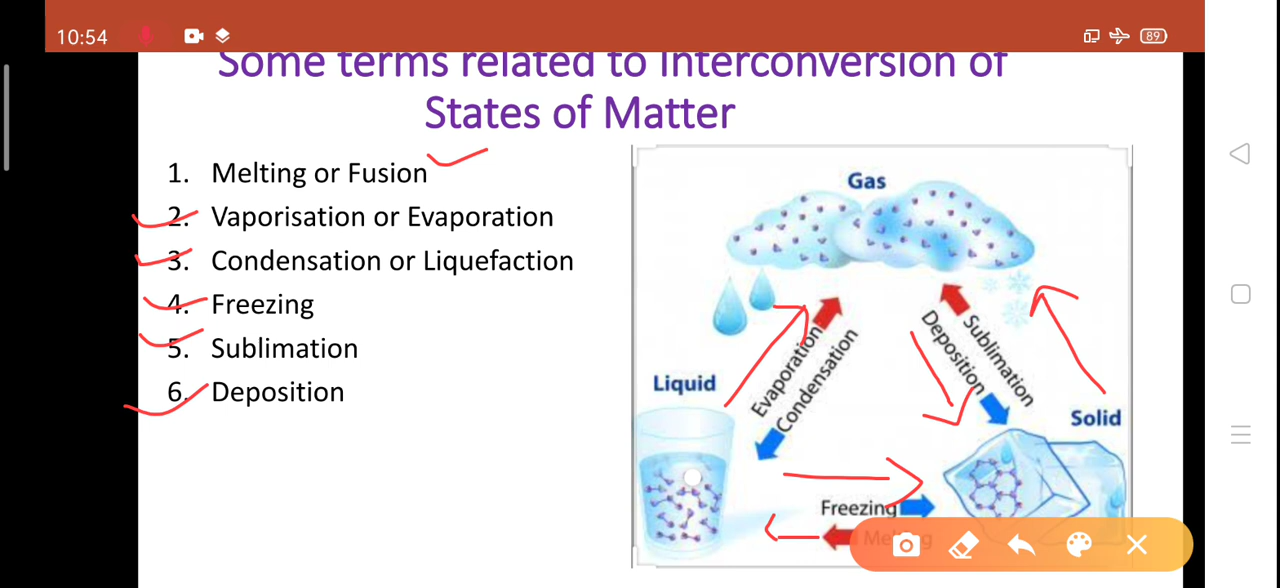 10:54
89
Some terms related to Interconversion of
States of Matter
1. Melting or Fusion
2. Vaporisation or Evaporation
3. Condensation or Liquefaction
4. Freezing
5. Sublimation
6. Deposition
Gas
Liquid
Evaporation
Condensation
Deposition
Sublimation
Solid
Freezing
Melting